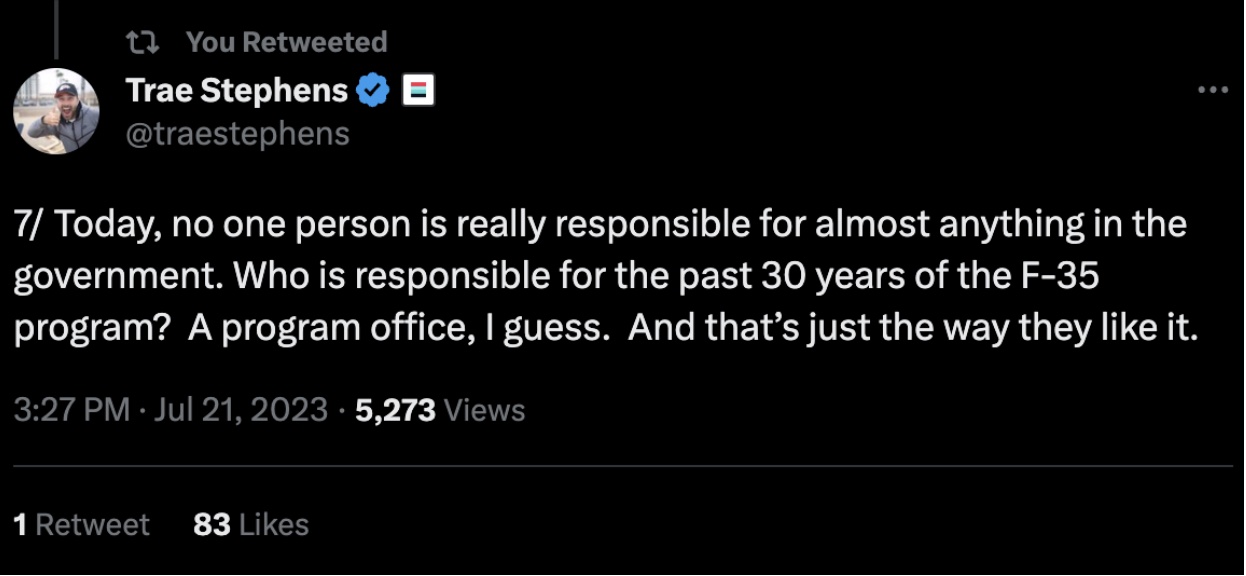 You Retweeted
Trae Stephens
@traestephens
7/ Today, no one person is really responsible for almost anything in the
government. Who is responsible for the past 30 years of the F-35
program?  A program office, I guess.  And that’s just the way they like it.
3:27 PM · Jul 21, 2023 · 5,273 Views
1 Retweet 83 Likes